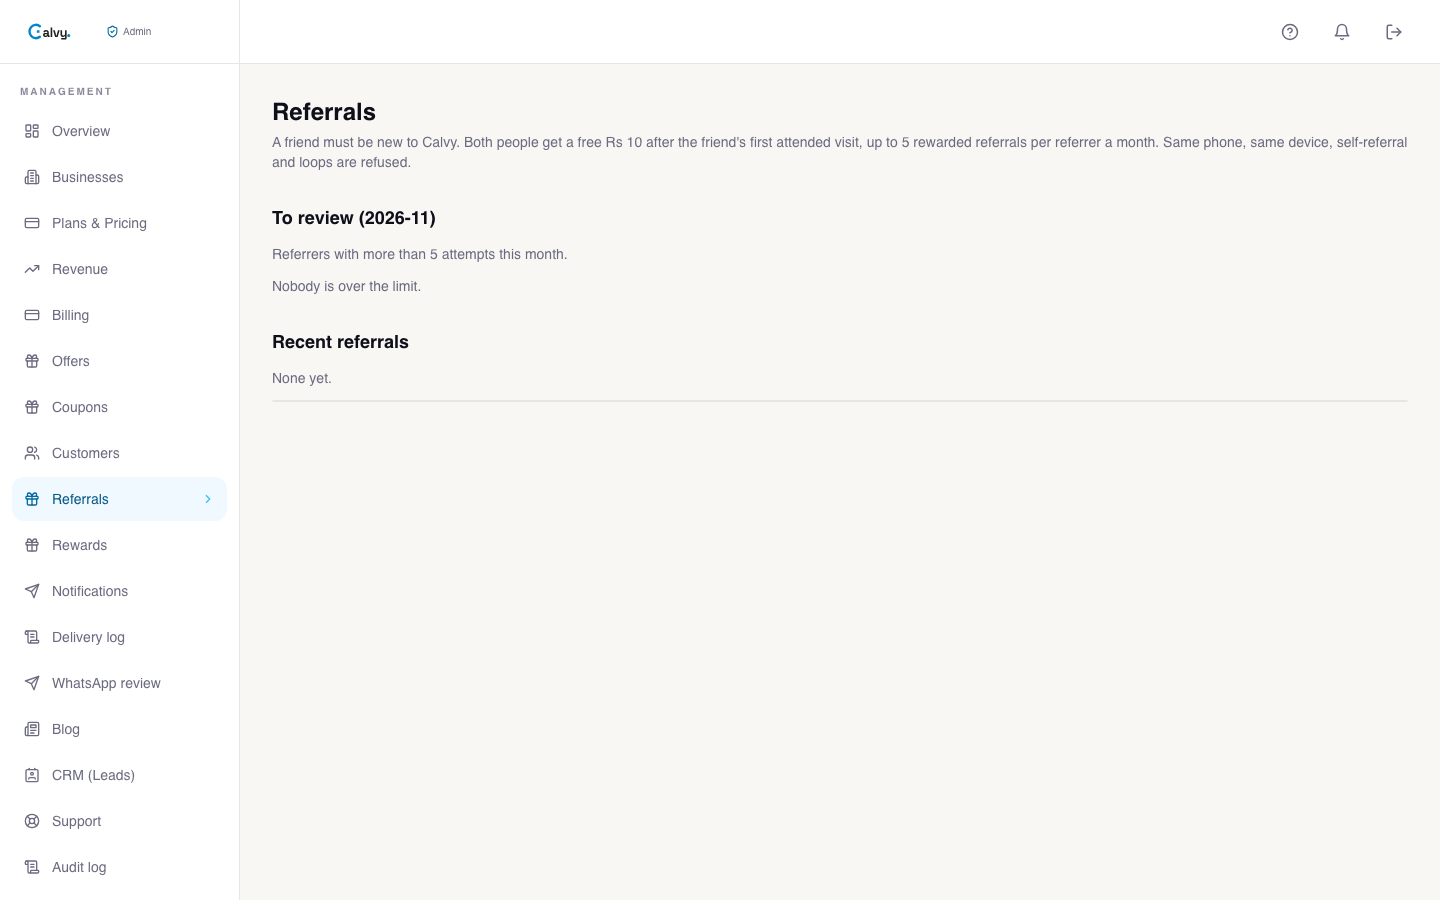 Calvy.
Admin
MANAGEMENT
Overview
Businesses
Plans & Pricing
Revenue
Billing
Offers
Coupons
Customers
Referrals
Rewards
Notifications
Delivery log
WhatsApp review
Blog
CRM (Leads)
Support
Audit log
Referrals
A friend must be new to Calvy. Both people get a free Rs 10 after the friend's first attended visit, up to 5 rewarded referrals per referrer a month. Same phone, same device, self-referral
and loops are refused.
To review (2026-11)
Referrers with more than 5 attempts this month.
Nobody is over the limit.
Recent referrals
None yet.